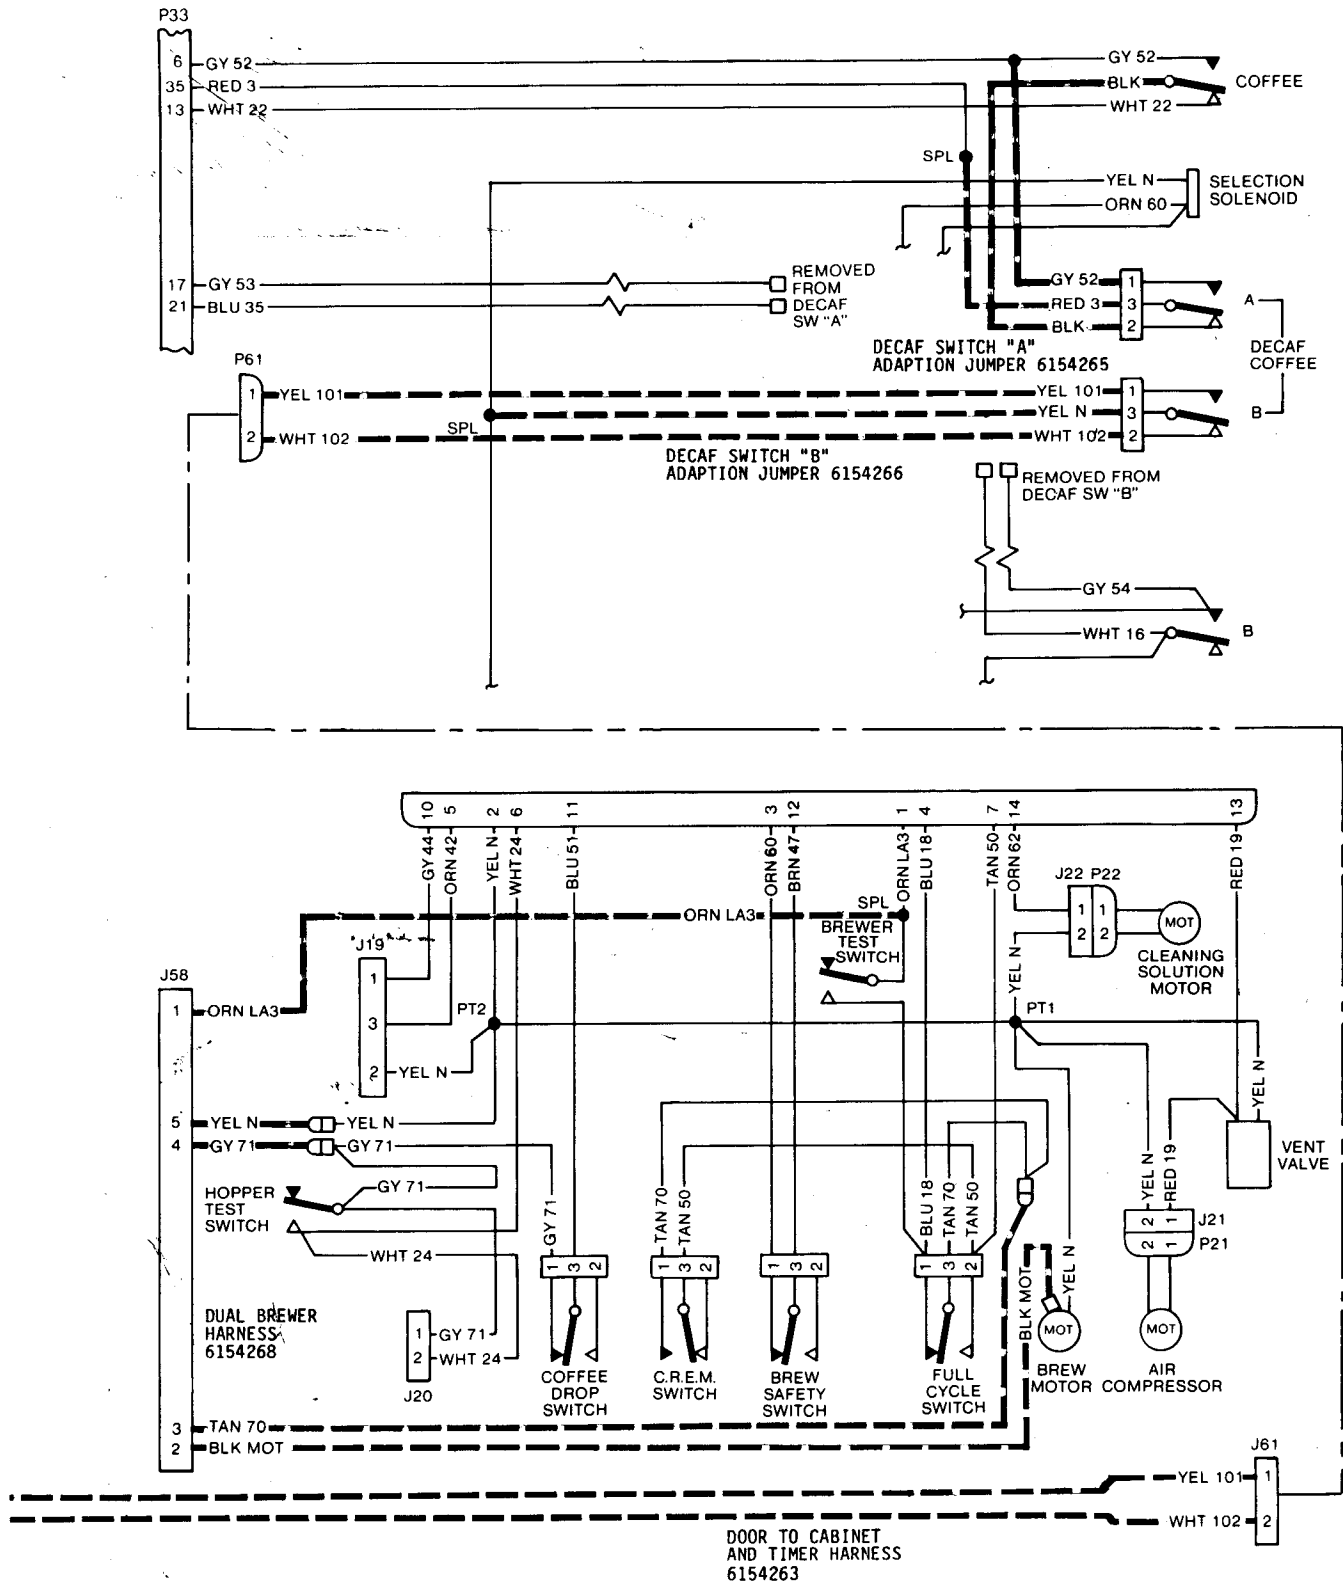 P33
6 GY 52 GY 52
35 RED 3 BLK COFFEE
13 WHT 22 WHT 22
SPL
YEL N SELECTION
ORN 60 SOLENOID
17 GY 53 REMOVED
FROM
21 BLU 35 DECAF
SW "A"
GY 52 1
RED 3 3 A
BLK 2
DECAF SWITCH "A"
ADAPTION JUMPER 6154265
DECAF
COFFEE
P61
1 YEL 101 YEL 101 1
YEL N 3 B
SPL
2 WHT 102 WHT 102 2
DECAF SWITCH "B"
ADAPTION JUMPER 6154266
REMOVED FROM
DECAF SW "B"
GY 54
WHT 16 B
10 5 2 6 11 3 12 1 4 7 14 13
GY 44 ORN 42 YEL N WHT 24 BLU 51 ORN 60 BRN 47 ORN LA3 BLU 18 TAN 50 ORN 62 RED 19
J22 P22
1 1
2 2
MOT
CLEANING
SOLUTION
MOTOR
ORN LA3 SPL
BREWER
TEST
SWITCH
YEL N
J19
1
3
2 YEL N
PT2 PT1
J58
1 ORN LA3
5 YEL N YEL N
4 GY 71 GY 71
GY 71
HOPPER
TEST
SWITCH
WHT 24
YEL N
VENT
VALVE
YEL N RED 19
2 1 J21
2 1 P21
GY 71 TAN 70 TAN 50 BLU 18 TAN 70 TAN 50
1 3 2 1 3 2 1 3 2 1 3 2
DUAL BREWER
HARNESS
6154268
1 GY 71
2 WHT 24
J20
COFFEE
DROP
SWITCH
C.R.E.M.
SWITCH
BREW
SAFETY
SWITCH
FULL
CYCLE
SWITCH
BLK MOT YEL N
MOT
BREW
MOTOR
MOT
AIR
COMPRESSOR
3 TAN 70
2 BLK MOT
J61
YEL 101 1
WHT 102 2
DOOR TO CABINET
AND TIMER HARNESS
6154263